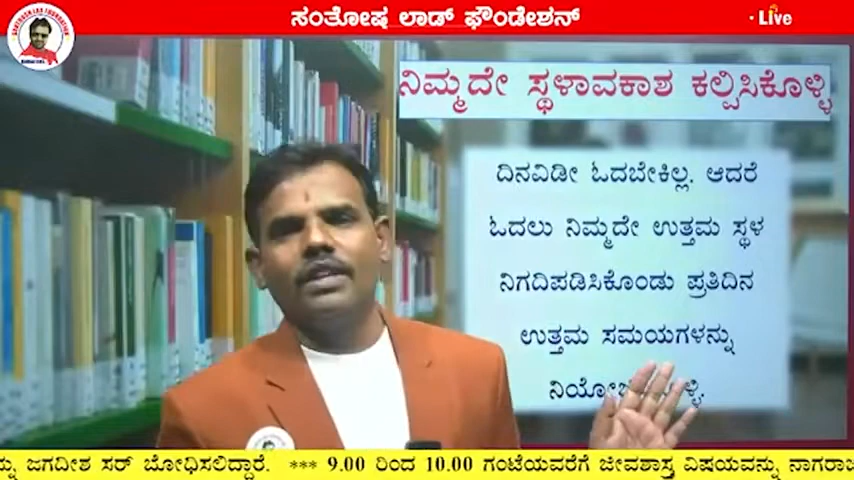 ಸಂತೋಷ ಲಾಡ್ ಫೌಂಡೇಶನ್
Live
ನಿಮ್ಮದೇ ಸ್ಥಳಾವಕಾಶ ಕಲ್ಪಿಸಿಕೊಳ್ಳಿ
ದಿನವಿಡೀ ಓದಬೇಕಿಲ್ಲ. ಆದರೆ
ಓದಲು ನಿಮ್ಮದೇ ಉತ್ತಮ ಸ್ಥಳ
ನಿಗದಿಪಡಿಸಿಕೊಂಡು ಪ್ರತಿದಿನ
ಉತ್ತಮ ಸಮಯಗಳನ್ನು
ಜಗದೀಶ ಸರ್ ಬೋಧಿಸಲಿದ್ದಾರೆ. *** 9.00 ರಿಂದ 10.00 ಗಂಟೆಯವರೆಗೆ ಜೀವಶಾಸ್ತ್ರ ವಿಷಯವನ್ನು